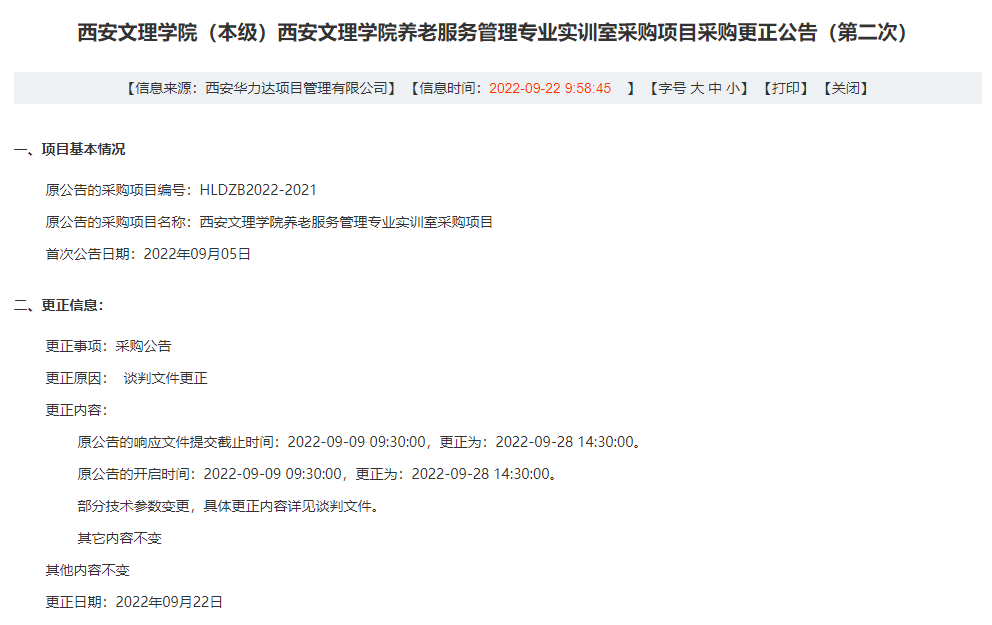 西安文理学院（本级）西安文理学院养老服务管理专业实训室采购项目采购更正公告（第二次）
【信息来源：西安华力达项目管理有限公司】 【信息时间：2022-09-22 9:58:45 】 【字号 大 中 小】 【打印】 【关闭】
一、项目基本情况
原公告的采购项目编号：HLDZB2022-2021
原公告的采购项目名称：西安文理学院养老服务管理专业实训室采购项目
首次公告日期：2022年09月05日
二、更正信息：
更正事项：采购公告
更正原因： 谈判文件更正
更正内容：
原公告的响应文件提交截止时间：2022-09-09 09:30:00，更正为：2022-09-28 14:30:00。
原公告的开启时间：2022-09-09 09:30:00，更正为：2022-09-28 14:30:00。
部分技术参数变更，具体更正内容详见谈判文件。
其它内容不变
其他内容不变
更正日期：2022年09月22日